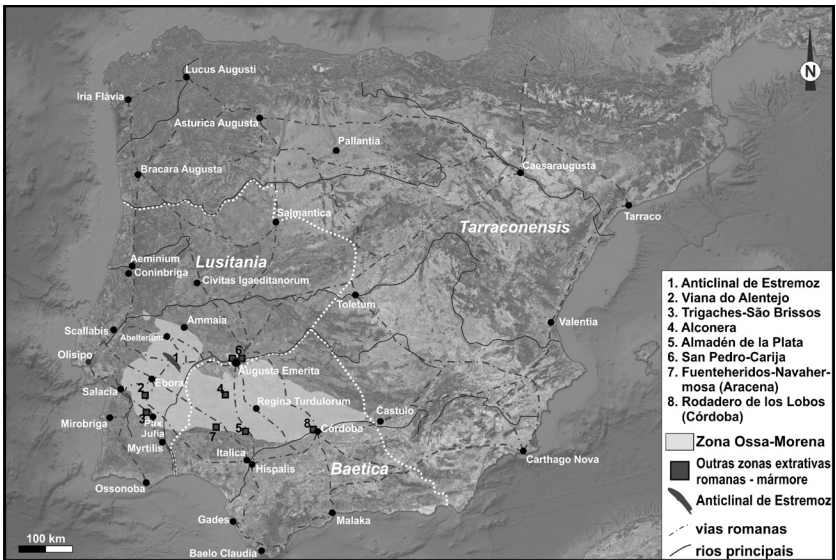 Lucus Augusti
Iria Flávia
N
Asturica Augusta
Pallantia
Bracara Augusta
Caesaraugusta
Salmantica
Tarraco
Tarraconensis
Lusitania
Aeminium
Coninbriga
Civitas Igaeditanorum
Toletum
Scallabis
Ammaia
Valentia
Abelterium
Olisipo
1
6
Augusta Emerita
Ebora
Salacia
2
4
Regina Turdulorum
Castulo
Mirobriga
3
Pax
Julia
7
5
8
Córdoba
Myrtilis
Italica
Hispalis
Baetica
Carthago Nova
Ossonoba
Gades
Malaka
Baelo Claudia
100 km
1. Anticlinal de Estremoz
2. Viana do Alentejo
3. Trigaches-São Brissos
4. Alconera
5. Almadén de la Plata
6. San Pedro-Carija
7. Fuenteheridos-Navaher-
mosa (Aracena)
8. Rodadero de los Lobos
(Córdoba)
Zona Ossa-Morena
Outras zonas extrativas
romanas - mármore
Anticlinal de Estremoz
vias romanas
rios principais